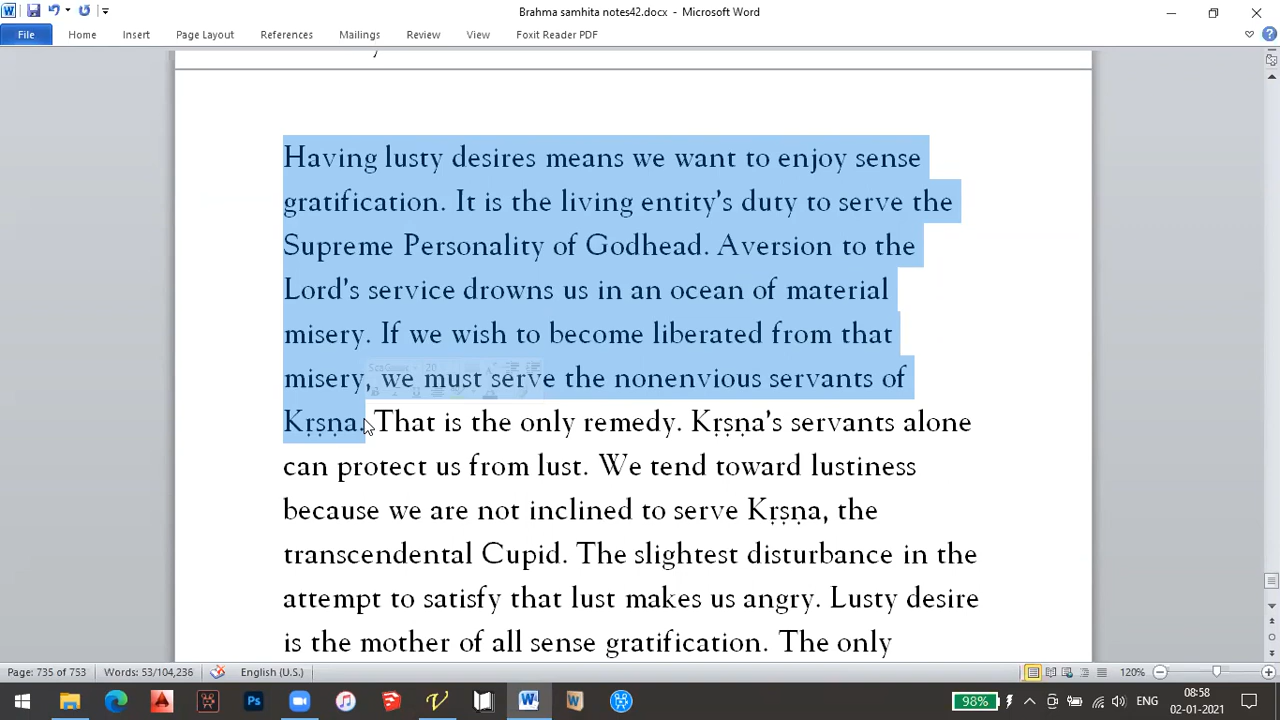 Brahma samhita notes42.docx - Microsoft Word
File Home Insert Page Layout References Mailings Review View Foxit Reader PDF
Having lusty desires means we want to enjoy sense
gratification. It is the living entity's duty to serve the
Supreme Personality of Godhead. Aversion to the
Lord's service drowns us in an ocean of material
misery. If we wish to become liberated from that
misery, we must serve the nonenvious servants of
Kṛṣṇa. That is the only remedy. Kṛṣṇa's servants alone
can protect us from lust. We tend toward lustiness
because we are not inclined to serve Kṛṣṇa, the
transcendental Cupid. The slightest disturbance in the
attempt to satisfy that lust makes us angry. Lusty desire
is the mother of all sense gratification. The only
Page: 735 of 753 Words: 53/104,236 English (U.S.) 120%
98% ENG 08:58
02-01-2021